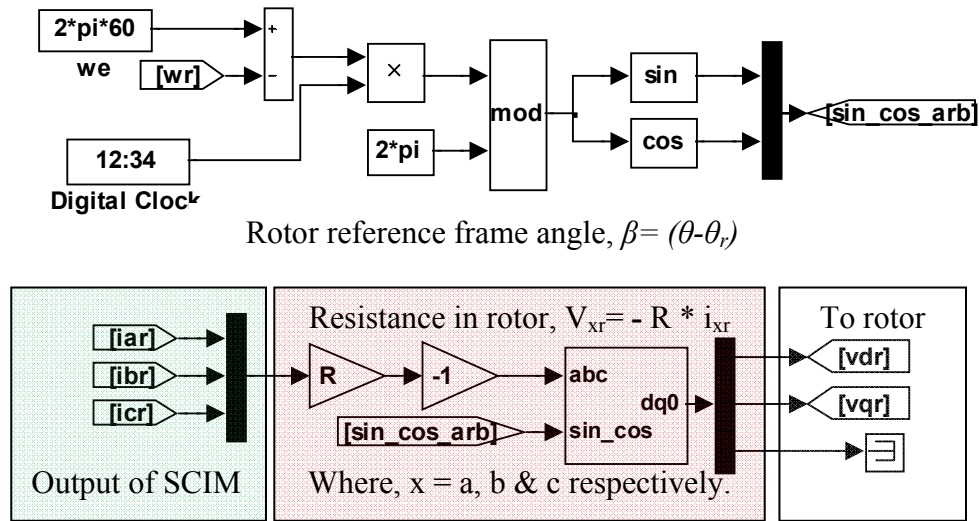 2*pi*60
we
[wr]
+
−
×
12:34
Digital Clock
2*pi
mod
sin
cos
[sin_cos_arb]
Rotor reference frame angle, β= (θ-θr)
Resistance in rotor, Vxr= - R * ixr
To rotor
[iar]
[ibr]
[icr]
R
-1
abc
dq0
[sin_cos_arb]
sin_cos
[vdr]
[vqr]
Output of SCIM
Where, x = a, b & c respectively.